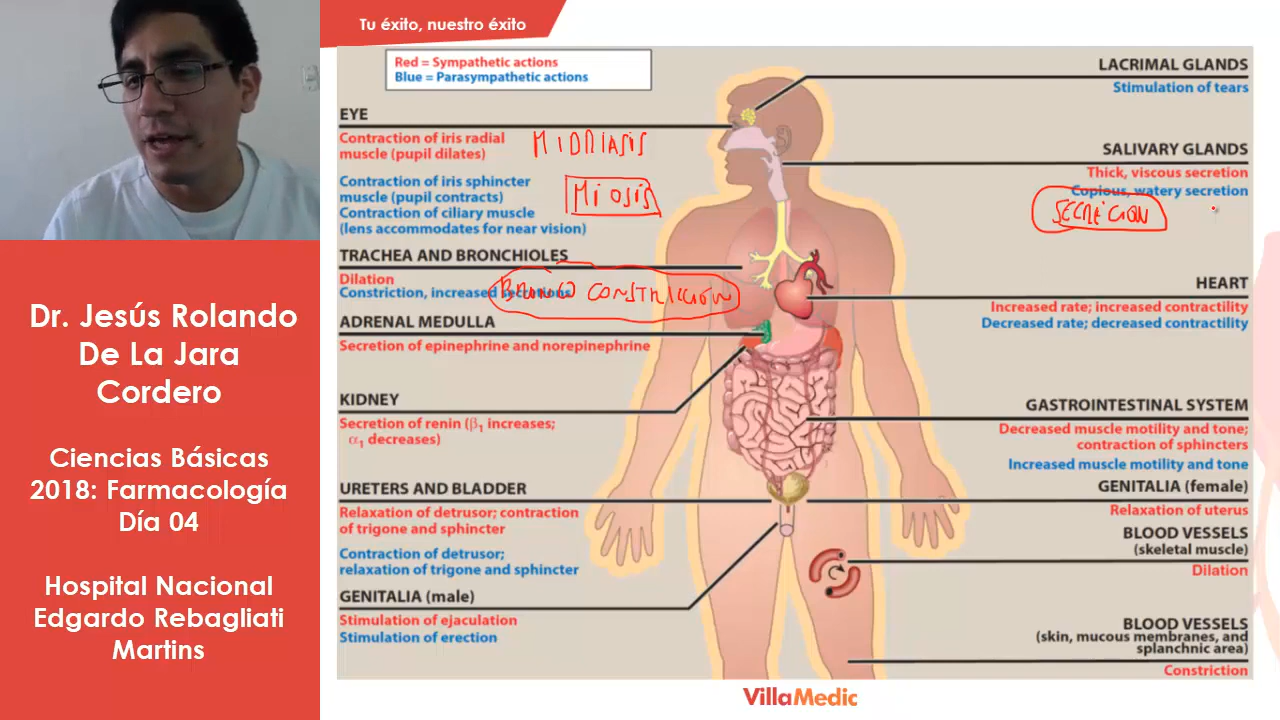 Tu éxito, nuestro éxito
Dr. Jesús Rolando
De La Jara
Cordero
Ciencias Básicas
2018: Farmacología
Día 04
Hospital Nacional
Edgardo Rebagliati
Martins
Red = Sympathetic actions
Blue = Parasympathetic actions
EYE
Contraction of iris radial
muscle (pupil dilates)
MIDRIASIS
Contraction of iris sphincter
muscle (pupil contracts)
MIOSIS
Contraction of ciliary muscle
(lens accommodates for near vision)
TRACHEA AND BRONCHIOLES
Dilation
Constriction, increased secretions
BRONCO CONSTRICCION
ADRENAL MEDULLA
Secretion of epinephrine and norepinephrine
KIDNEY
Secretion of renin (β₁ increases;
α₁ decreases)
URETERS AND BLADDER
Relaxation of detrusor; contraction
of trigone and sphincter
Contraction of detrusor;
relaxation of trigone and sphincter
GENITALIA (male)
Stimulation of ejaculation
Stimulation of erection
LACRIMAL GLANDS
Stimulation of tears
SALIVARY GLANDS
Thick, viscous secretion
Copious, watery secretion
SECRECION
HEART
Increased rate; increased contractility
Decreased rate; decreased contractility
GASTROINTESTINAL SYSTEM
Decreased muscle motility and tone;
contraction of sphincters
Increased muscle motility and tone
GENITALIA (female)
Relaxation of uterus
BLOOD VESSELS
(skeletal muscle)
Dilation
BLOOD VESSELS
(skin, mucous membranes, and
splanchnic area)
Constriction
VillaMedic